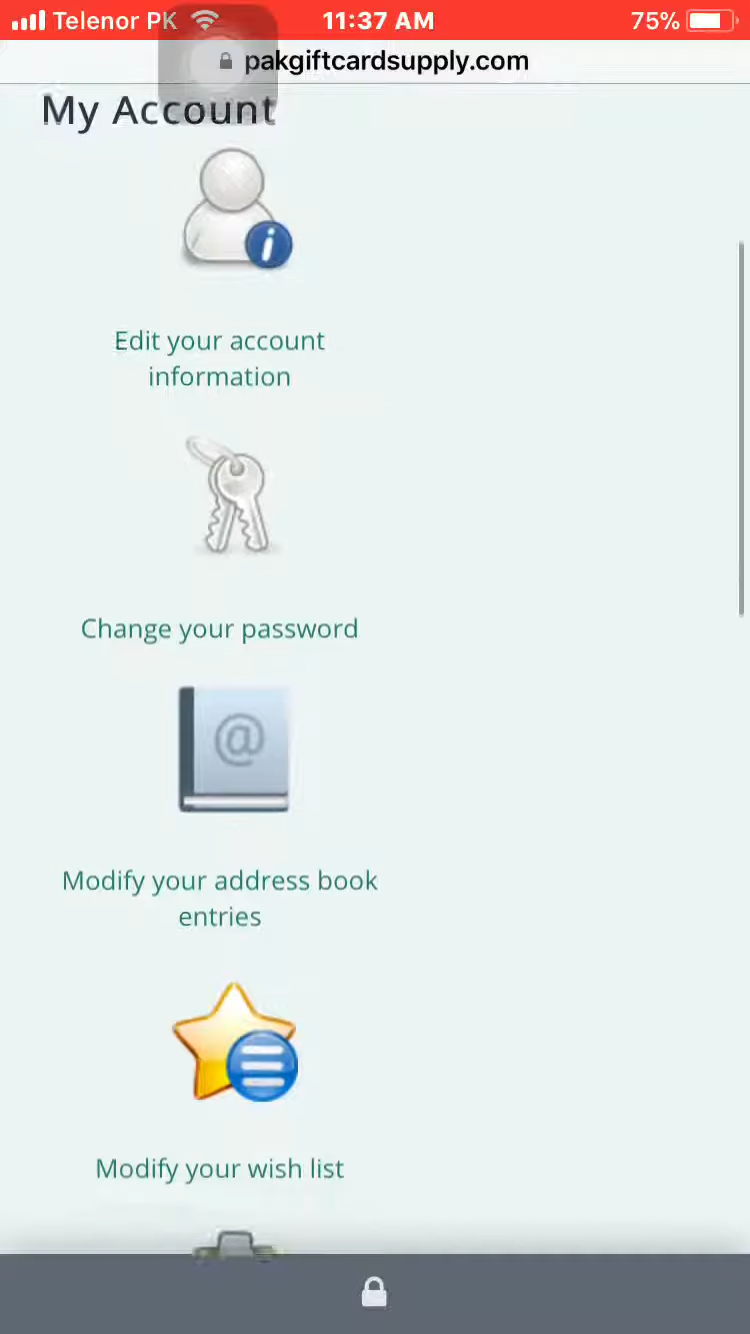 Telenor PK 11:37 AM 75%
pakgiftcardsupply.com
My Account
Edit your account
information
Change your password
@
Modify your address book
entries
Modify your wish list